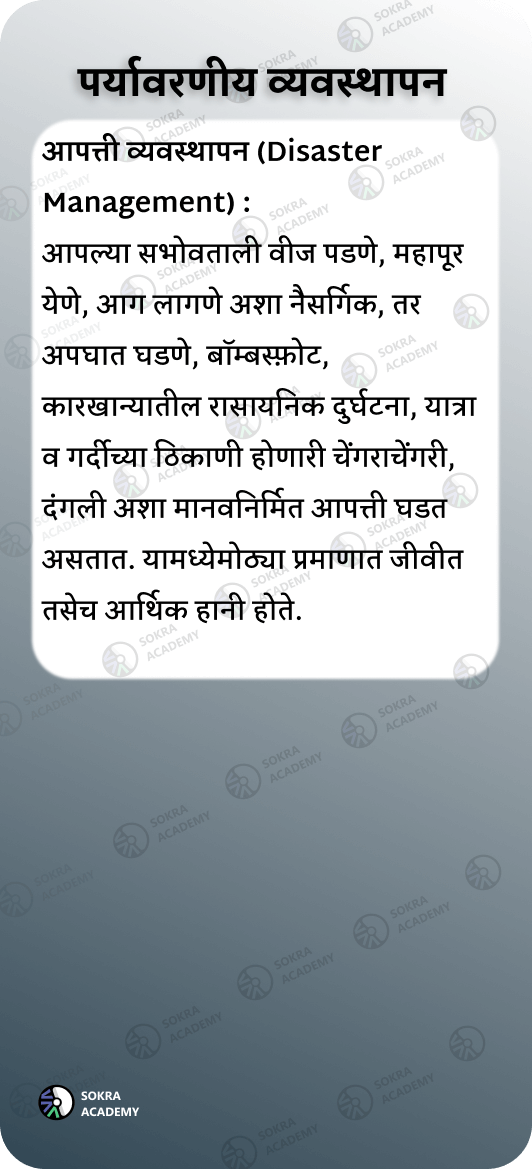 पर्यावरणीय व्यवस्थापन
आपत्ती व्यवस्थापन (Disaster
Management) :
आपल्या सभोवताली वीज पडणे, महापूर
येणे, आग लागणे अशा नैसर्गिक, तर
अपघात घडणे, बॉम्बस्फ़ोट,
कारखान्यातील रासायनिक दुर्घटना, यात्रा
व गर्दीच्या ठिकाणी होणारी चेंगराचेंगरी,
दंगली अशा मानवनिर्मित आपत्ती घडत
असतात. यामध्येमोठ्या प्रमाणात जीवीत
तसेच आर्थिक हानी होते.
SOKRA
ACADEMY